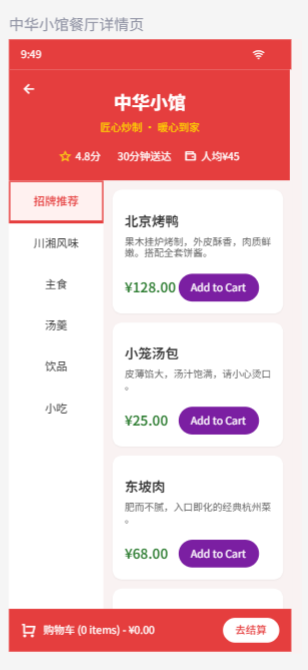 中华小馆餐厅详情页
9:49
中华小馆
匠心炒制 · 暖心到家
4.8分 30分钟送达 人均¥45
招牌推荐
川湘风味
主食
汤羹
饮品
小吃
北京烤鸭
果木挂炉烤制，外皮酥香，肉质鲜
嫩。搭配全套饼酱。
¥128.00 Add to Cart
小笼汤包
皮薄馅大，汤汁饱满，请小心烫口
。
¥25.00 Add to Cart
东坡肉
肥而不腻，入口即化的经典杭州菜
。
¥68.00 Add to Cart
购物车 (0 items) - ¥0.00 去结算